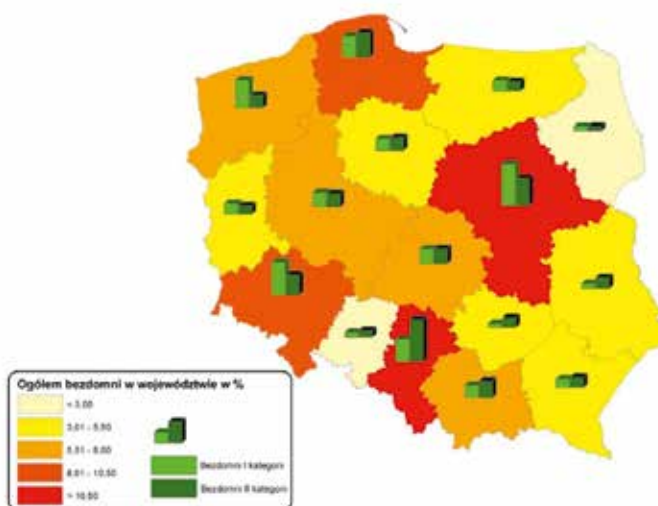 Ogółem bezdomni w województwie w %
< 3,00
3,01 - 5,50
5,51 - 8,00
8,01 - 10,50
> 10,50
Bezdomni I kategorii
Bezdomni II kategorii